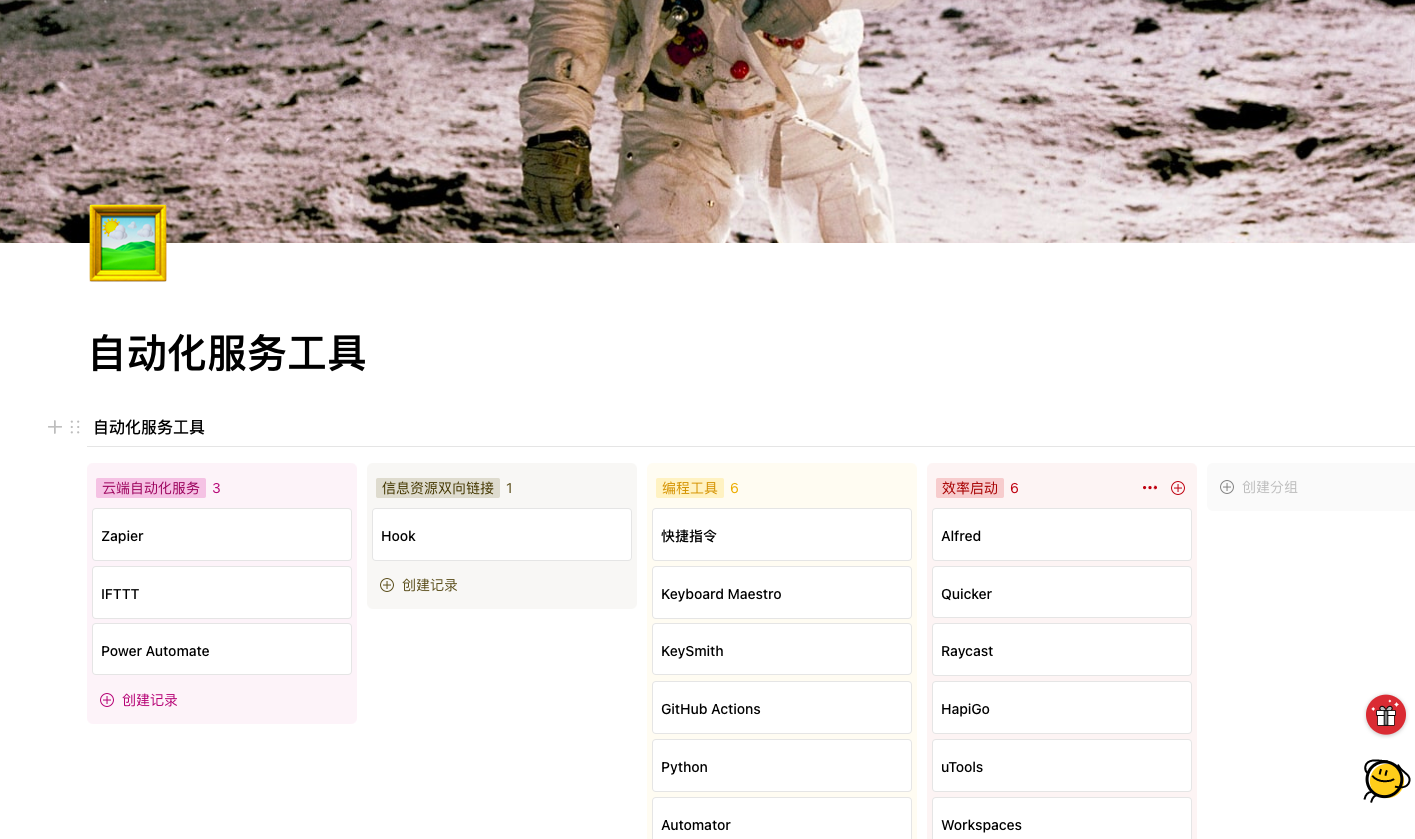 自动化服务工具
自动化服务工具
云端自动化服务 3
Zapier
IFTTT
Power Automate
创建记录
信息资源双向链接 1
Hook
创建记录
编程工具 6
快捷指令
Keyboard Maestro
KeySmith
GitHub Actions
Python
Automator
效率启动 6
Alfred
Quicker
Raycast
HapiGo
uTools
Workspaces
创建分组